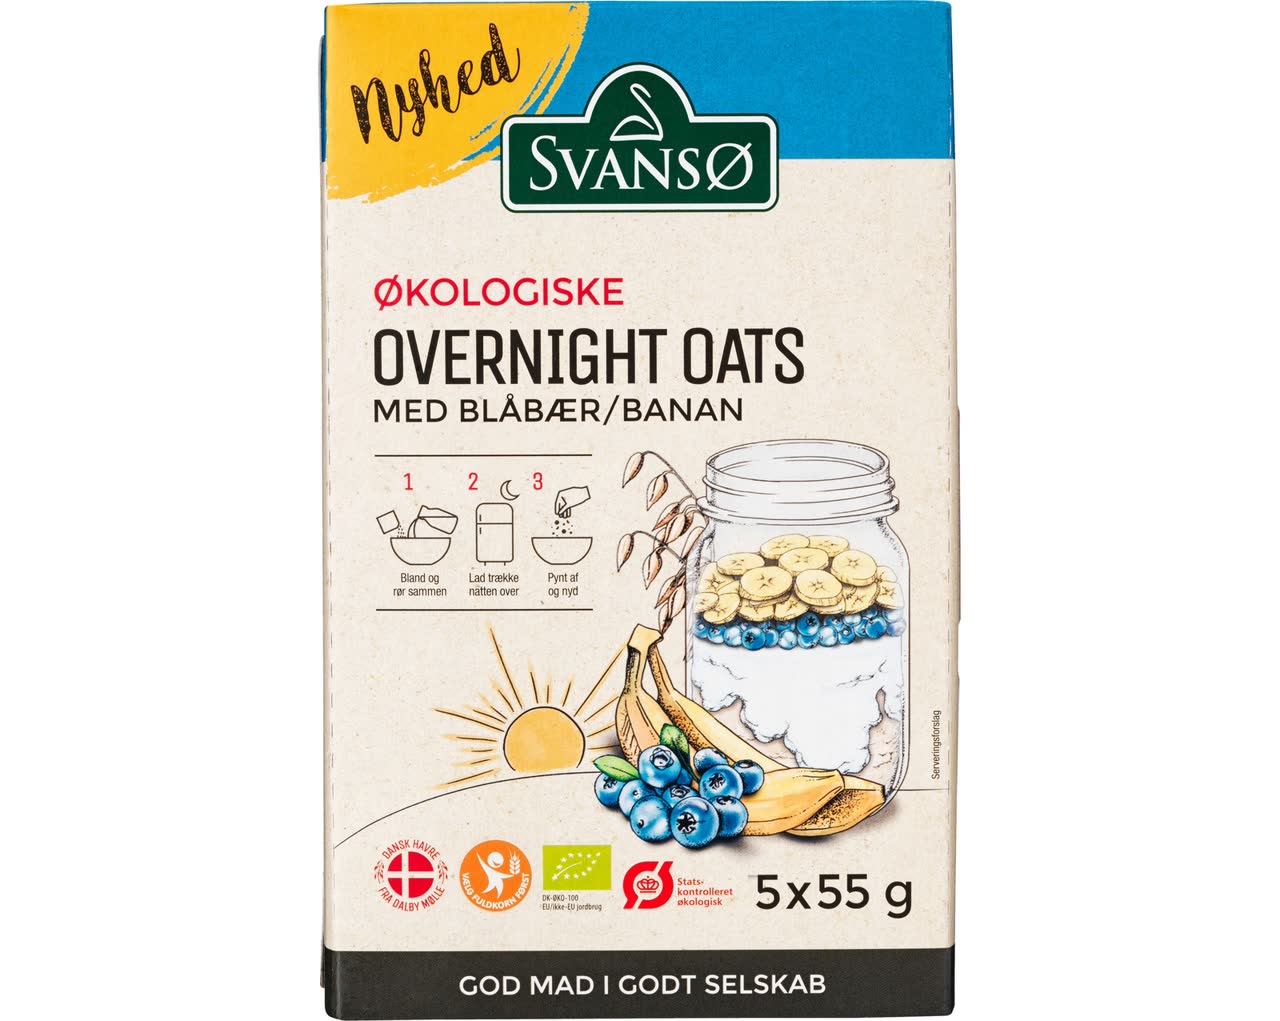 Nyhed
SVANSØ
ØKOLOGISKE
OVERNIGHT OATS
MED BLÅBÆR/BANAN
1 2 3
Bland og
rør sammen
Lad trække
natten over
Pynt af
og nyd
Serveringsforslag
DANSK HAVRE
FRA DALBY MØLLE
VÆLG FULDKORN FØRST
DK-ØKO-100
EU/ikke-EU jordbrug
Ø
Stats-
kontrolleret
økologisk
5x55 g
GOD MAD I GODT SELSKAB